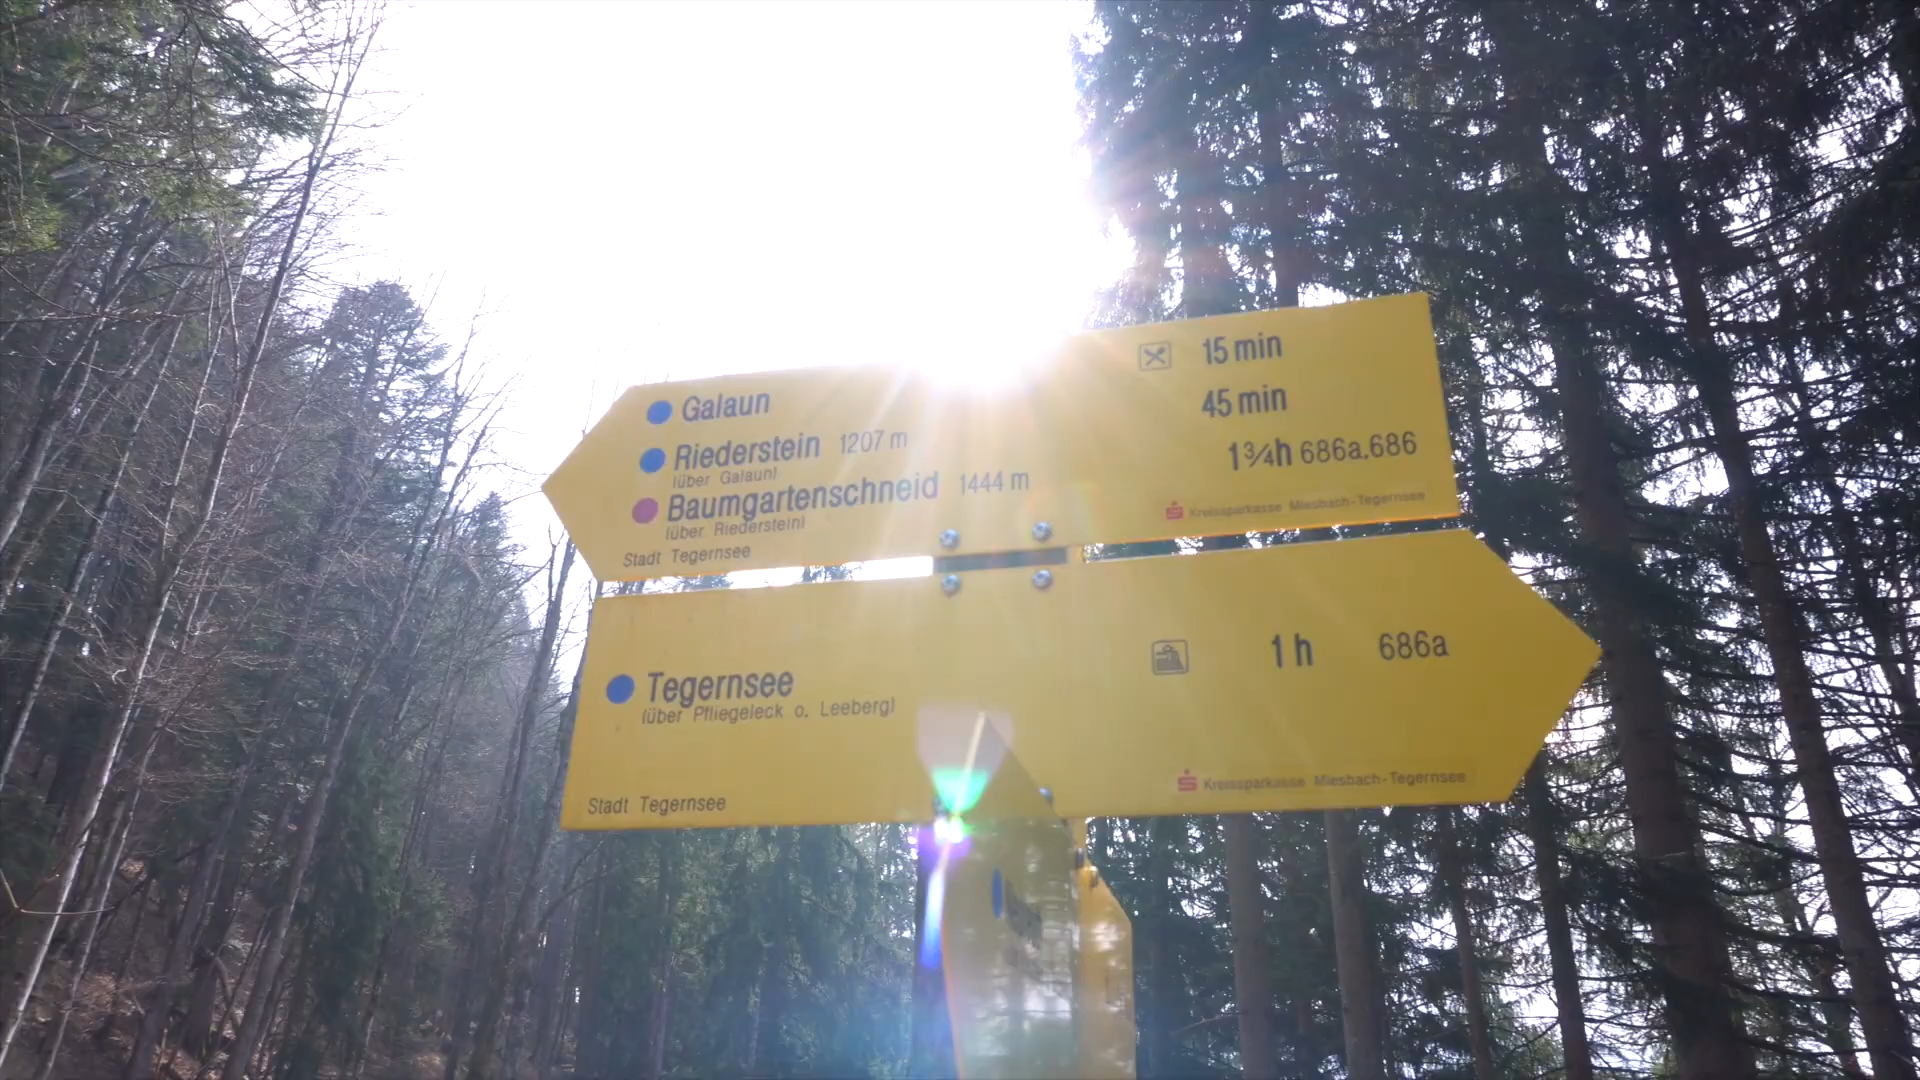 Galaun 15 min
Riederstein 1207 m 45 min
(über Galaun)
Baumgartenschneid 1444 m 1¾h 686a.686
(über Riederstein)
Stadt Tegernsee Kreissparkasse Miesbach-Tegernsee
Tegernsee 1 h 686a
(über Pfliegeleck o. Leeberg)
Stadt Tegernsee Kreissparkasse Miesbach-Tegernsee